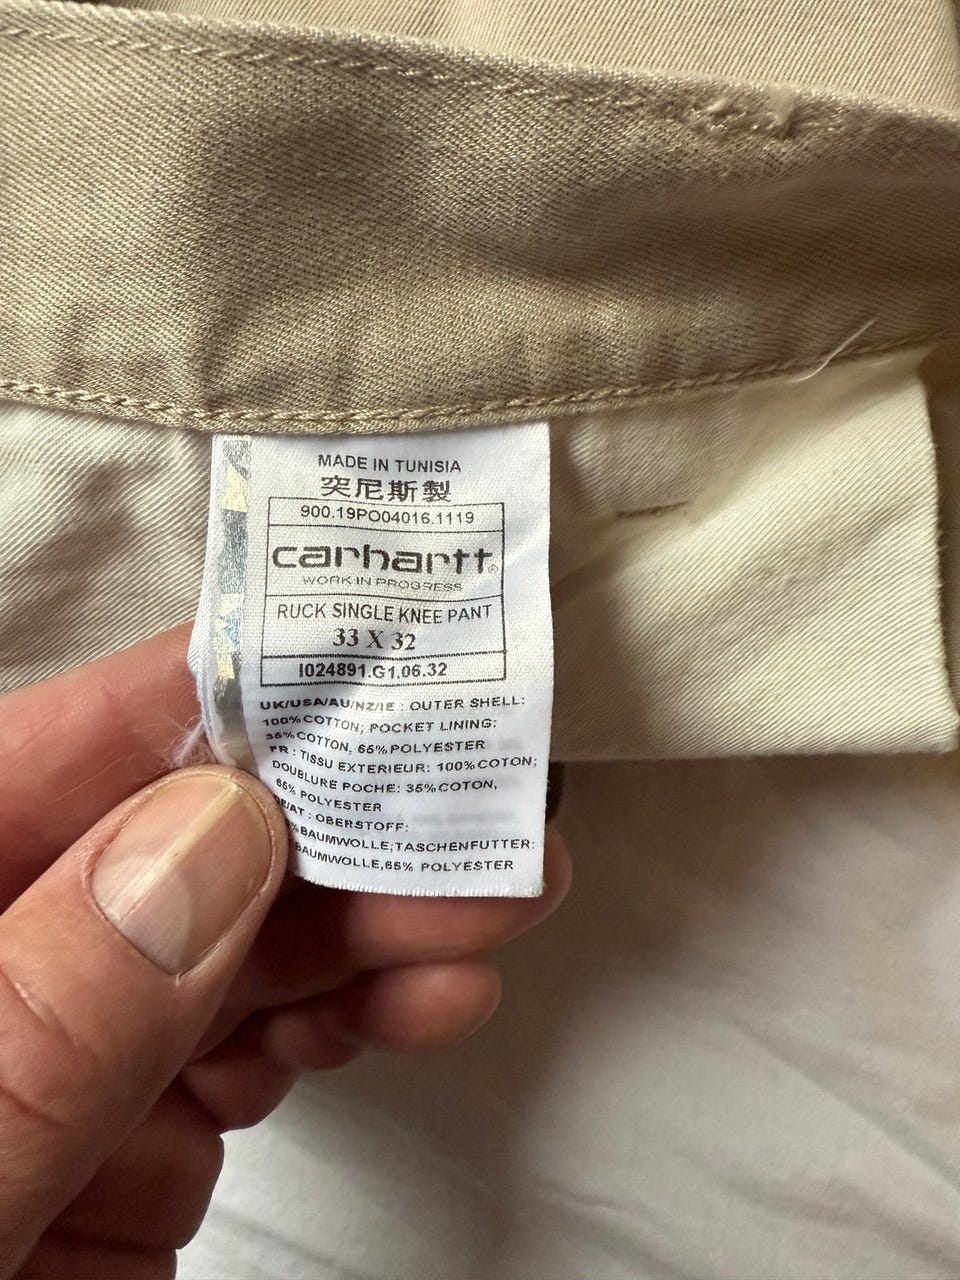 MADE IN TUNISIA
突尼斯製
900.19PO04016.1119
carhartt®
WORK IN PROGRESS
RUCK SINGLE KNEE PANT
33 X 32
I024891.G1.06.32
UK/USA/AU/NZ/IE : OUTER SHELL:
100%COTTON; POCKET LINING:
35%COTTON, 65%POLYESTER
FR : TISSU EXTERIEUR: 100%COTON;
DOUBLURE POCHE: 35%COTON,
65% POLYESTER
DE/AT : OBERSTOFF:
%BAUMWOLLE;TASCHENFUTTER:
BAUMWOLLE,65% POLYESTER